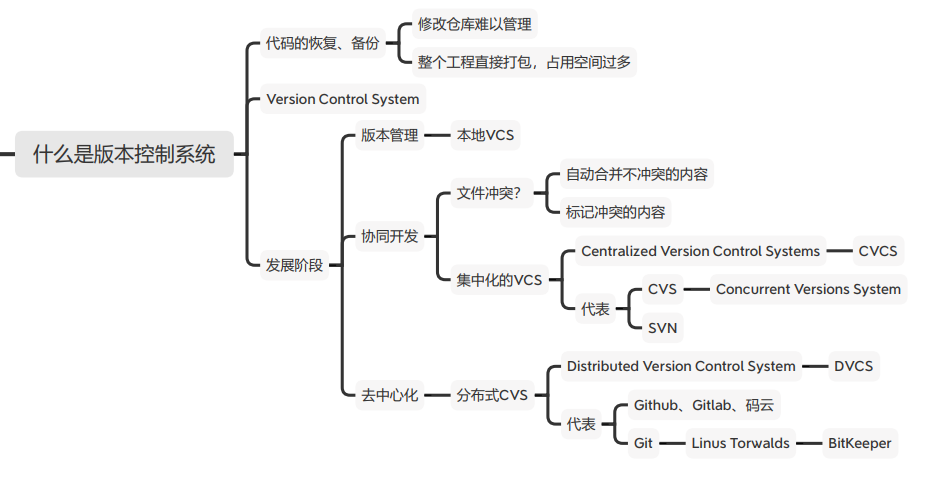 什么是版本控制系统
代码的恢复、备份
修改仓库难以管理
整个工程直接打包，占用空间过多
Version Control System
发展阶段
版本管理
本地VCS
协同开发
文件冲突？
自动合并不冲突的内容
标记冲突的内容
集中化的VCS
Centralized Version Control Systems
CVCS
代表
CVS
Concurrent Versions System
SVN
去中心化
分布式CVS
Distributed Version Control System
DVCS
代表
Github、Gitlab、码云
Git
Linus Torwalds
BitKeeper